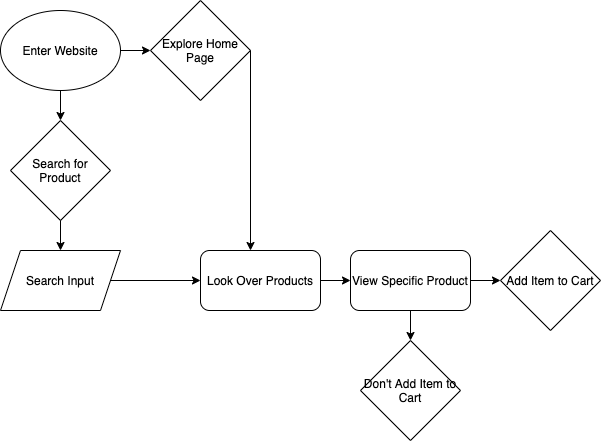 Enter Website
Explore Home
Page
Search for
Product
Search Input
Look Over Products
View Specific Product
Add Item to Cart
Don't Add Item to
Cart